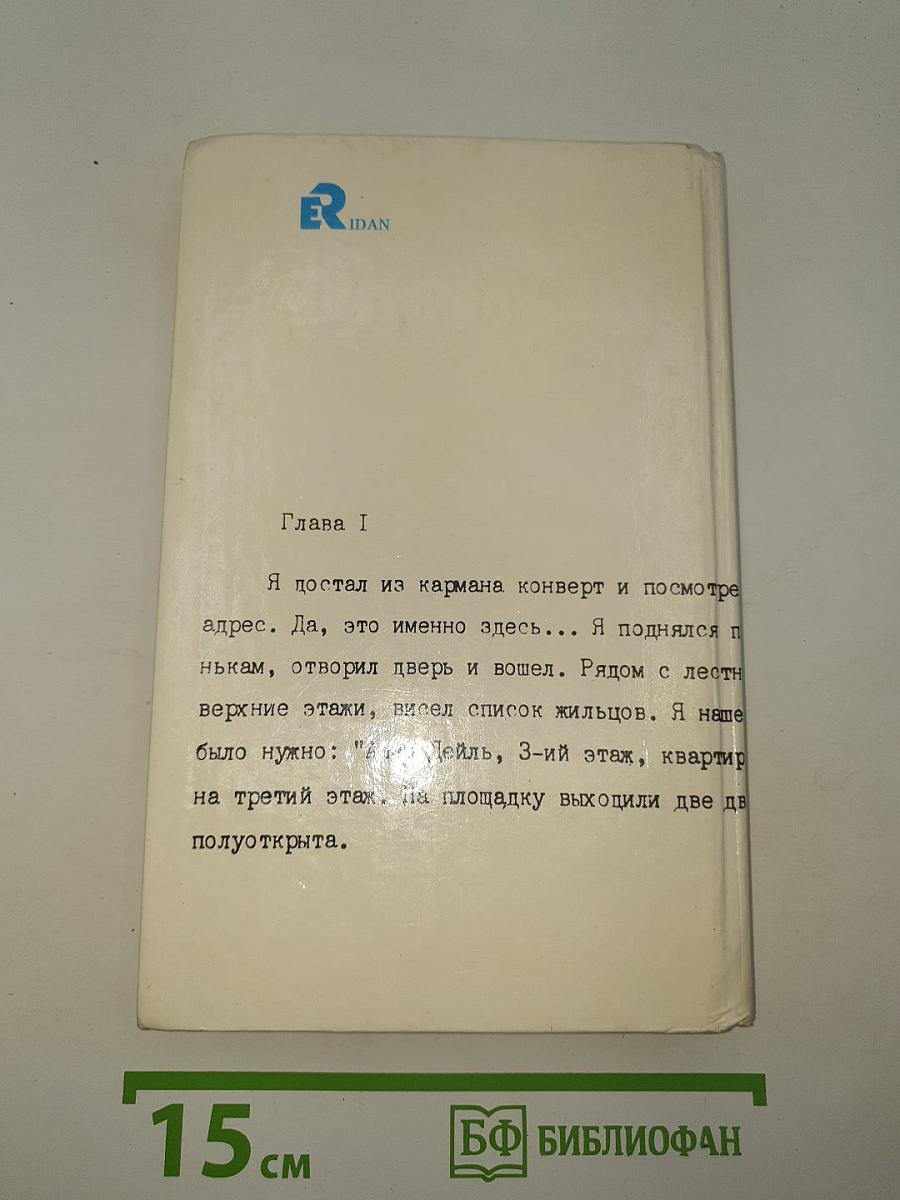 ERIDAN
Глава I
Я достал из кармана конверт и посмотре
адрес. Да, это именно здесь... Я поднялся п
нькам, отворил дверь и вошел. Рядом с лестн
верхние этажи, висел список жильцов. Я наше
было нужно: " Дейль, 3-ий этаж, квартир
на третий этаж. На площадку выходили две дв
полуоткрыта.
15 см
БФ БИБЛИОФАН